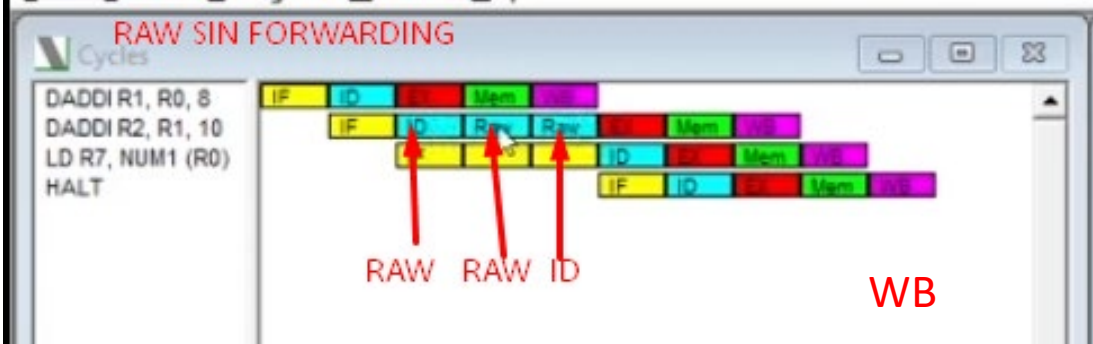 RAW SIN FORWARDING
Cycles
DADDI R1, R0, 8 IF ID EX Mem WB
DADDI R2, R1, 10 IF ID Raw Raw EX Mem WB
LD R7, NUM1 (R0) IF ID EX Mem WB
HALT IF ID EX Mem WB
RAW RAW ID
WB